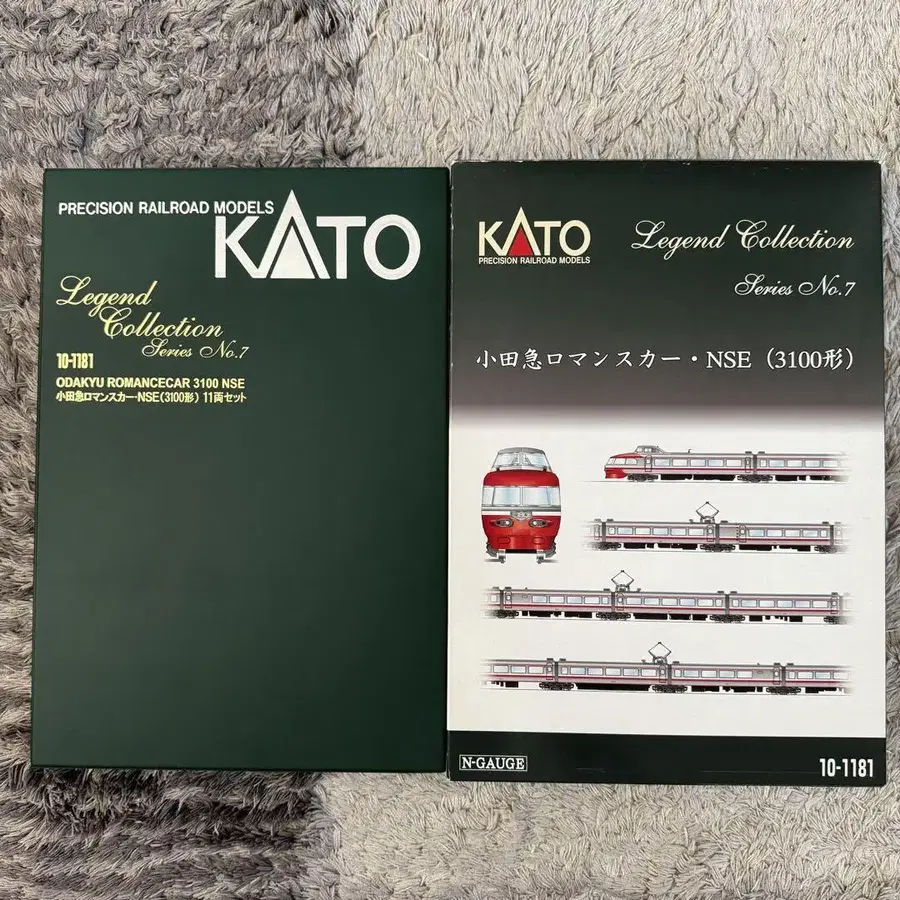 PRECISION RAILROAD MODELS
KATO
Legend
Collection
Series No.7
10-1181
ODAKYU ROMANCECAR 3100 NSE
小田急ロマンスカー・NSE(3100形) 11両セット
KATO
PRECISION RAILROAD MODELS
Legend Collection
Series No.7
小田急ロマンスカー・NSE（3100形）
N-GAUGE
10-1181